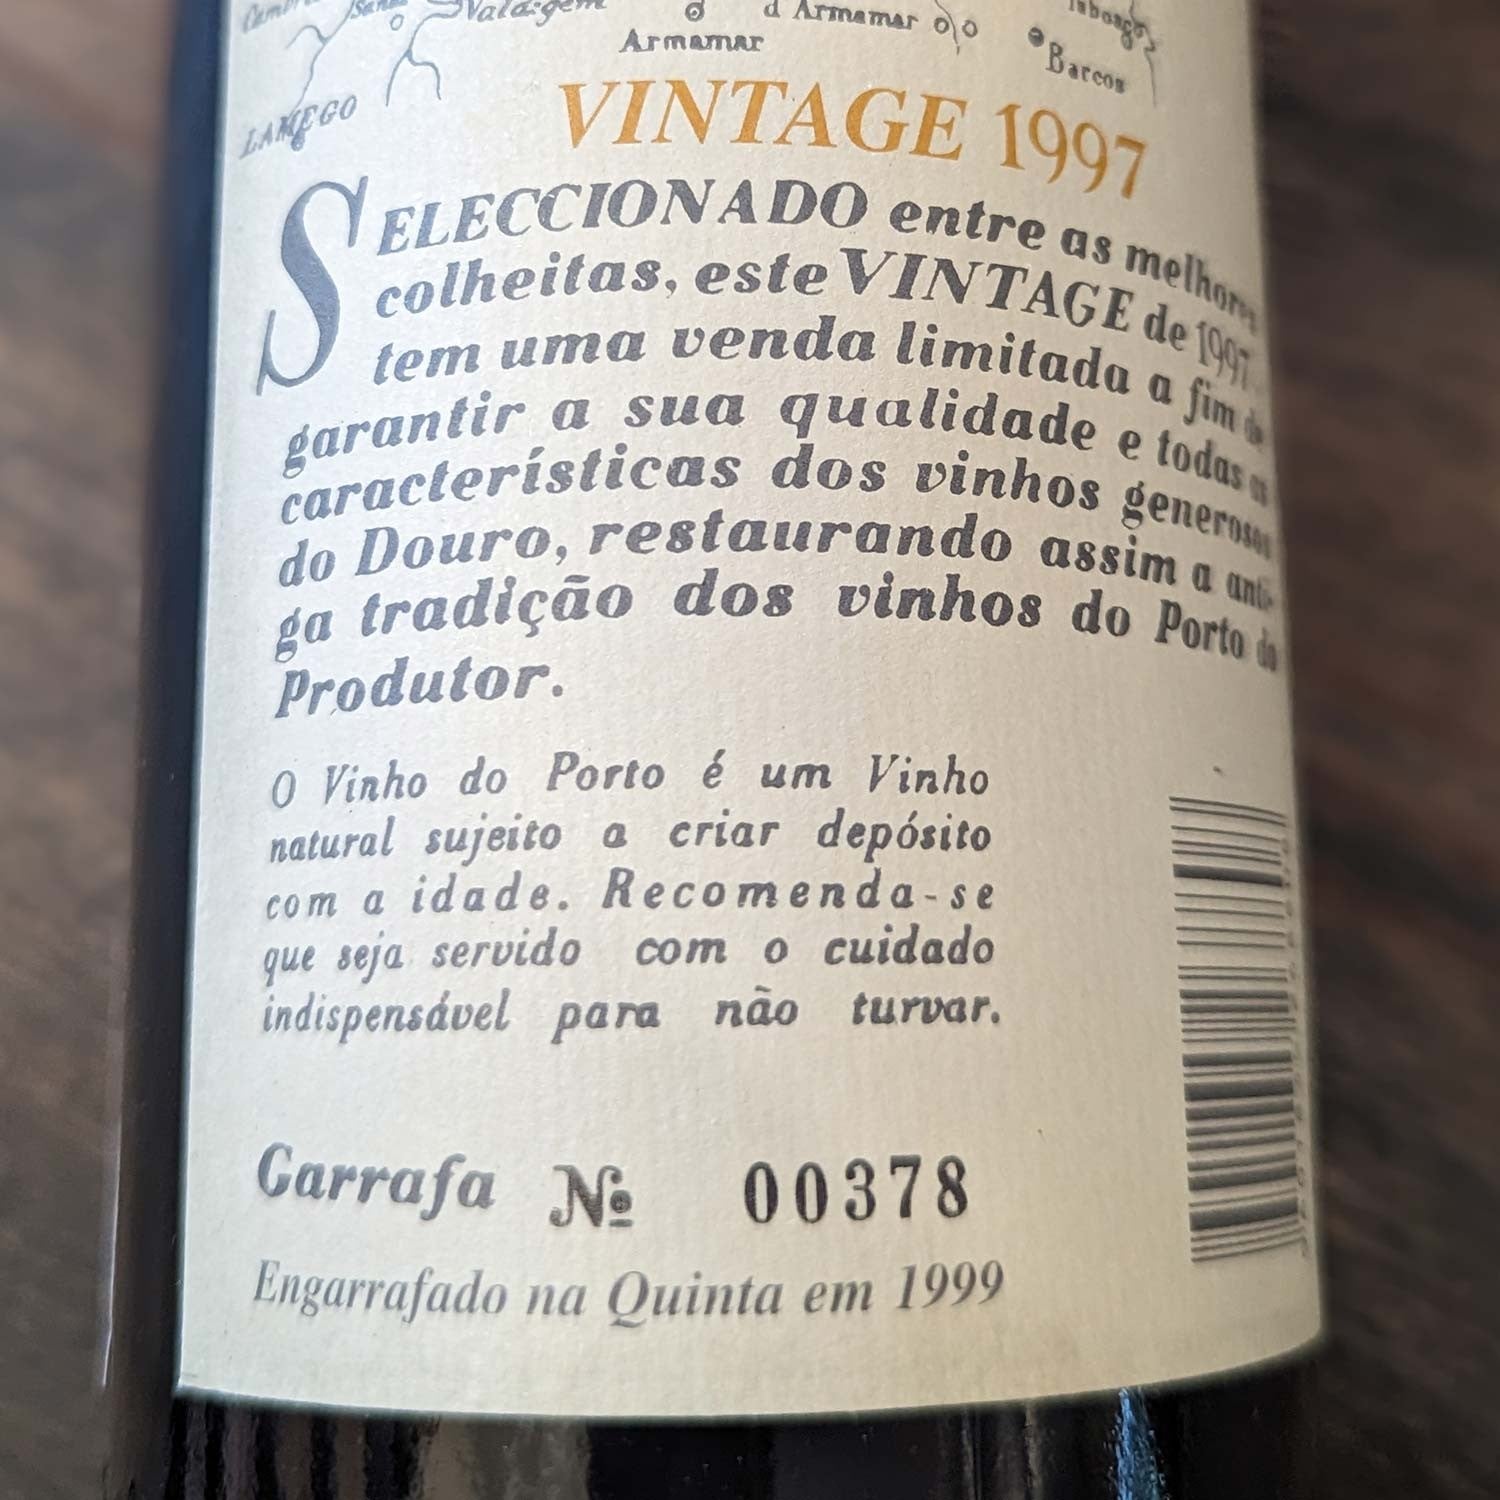 Valdigem
d Armamar
Armamar
Barcos
LAMEGO
VINTAGE 1997
SELECCIONADO entre as melhores
colheitas, este VINTAGE de 1997
tem uma venda limitada a fim de
garantir a sua qualidade e todas as
características dos vinhos generosos
do Douro, restaurando assim a anti-
ga tradição dos vinhos do Porto do
Produtor.
O Vinho do Porto é um Vinho
natural sujeito a criar depósito
com a idade. Recomenda-se
que seja servido com o cuidado
indispensável para não turvar.
Garrafa Nº 00378
Engarrafado na Quinta em 1999